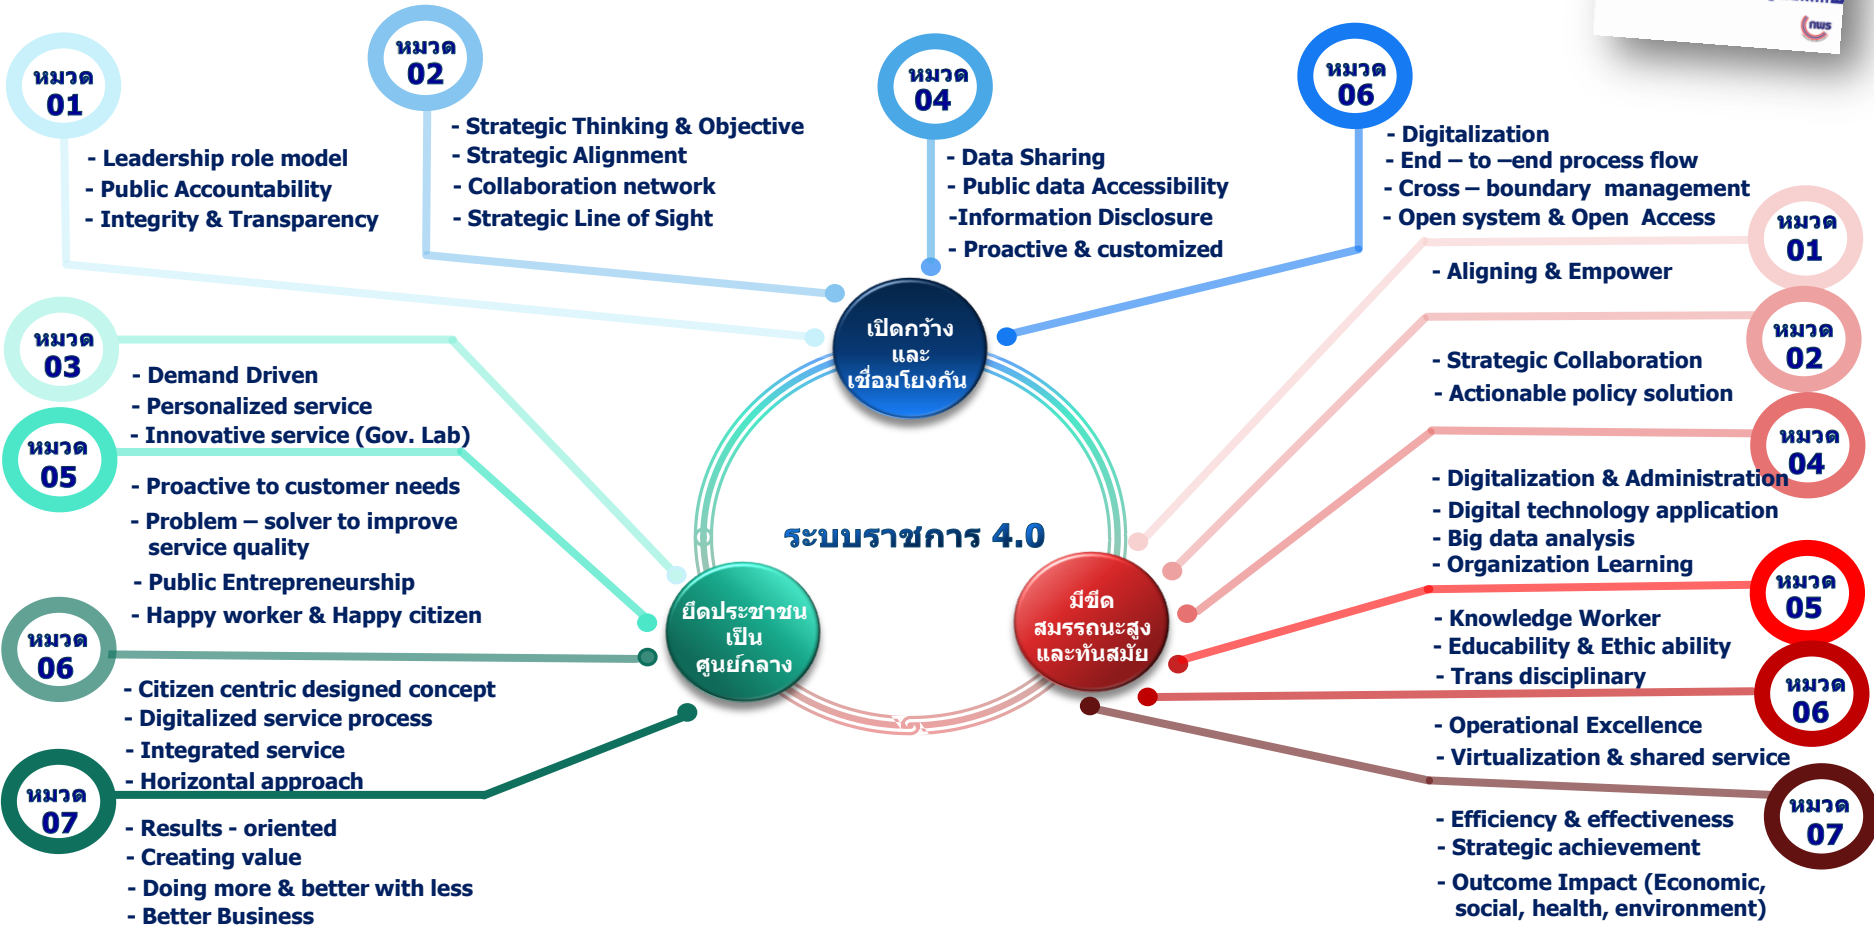 กพร
หมวด
01
- Leadership role model
- Public Accountability
- Integrity & Transparency
หมวด
02
- Strategic Thinking & Objective
- Strategic Alignment
- Collaboration network
- Strategic Line of Sight
หมวด
04
- Data Sharing
- Public data Accessibility
-Information Disclosure
- Proactive & customized
หมวด
06
- Digitalization
- End – to –end process flow
- Cross – boundary management
- Open system & Open Access
เปิดกว้าง
และ
เชื่อมโยงกัน
หมวด
03
- Demand Driven
- Personalized service
- Innovative service (Gov. Lab)
หมวด
05
- Proactive to customer needs
- Problem – solver to improve
service quality
- Public Entrepreneurship
- Happy worker & Happy citizen
หมวด
06
- Citizen centric designed concept
- Digitalized service process
- Integrated service
- Horizontal approach
หมวด
07
- Results - oriented
- Creating value
- Doing more & better with less
- Better Business
ระบบราชการ 4.0
ยึดประชาชน
เป็น
ศูนย์กลาง
มีขีด
สมรรถนะสูง
และทันสมัย
หมวด
01
- Aligning & Empower
หมวด
02
- Strategic Collaboration
- Actionable policy solution
หมวด
04
- Digitalization & Administration
- Digital technology application
- Big data analysis
- Organization Learning
หมวด
05
- Knowledge Worker
- Educability & Ethic ability
- Trans disciplinary
หมวด
06
- Operational Excellence
- Virtualization & shared service
หมวด
07
- Efficiency & effectiveness
- Strategic achievement
- Outcome Impact (Economic,
social, health, environment)